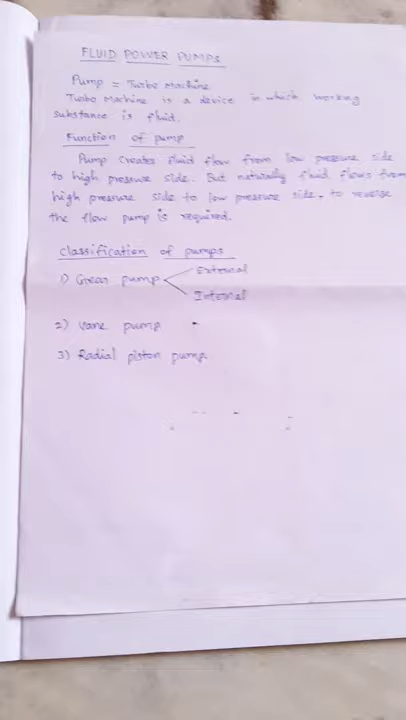 FLUID POWER PUMPS
Pump = Turbo machine
Turbo Machine is a device in which working
substance is fluid.
Function of pump
Pump creates fluid flow from low pressure side
to high pressure side. But naturally fluid flows from
high pressure side to low pressure side. to reverse
the flow pump is required.
Classification of pumps
1) Gear pump < External
Internal
2) Vane pump
3) Radial piston pump